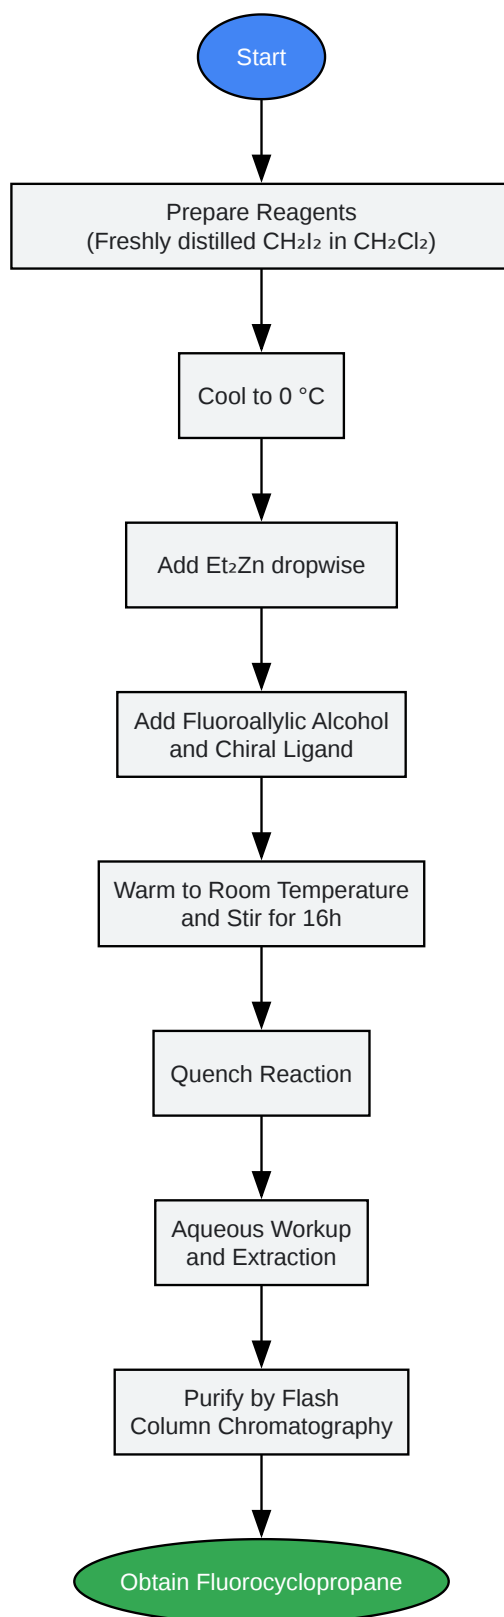 Start
Prepare Reagents
(Freshly distilled CH₂I₂ in CH₂Cl₂)
Cool to 0 °C
Add Et₂Zn dropwise
Add Fluoroallylic Alcohol
and Chiral Ligand
Warm to Room Temperature
and Stir for 16h
Quench Reaction
Aqueous Workup
and Extraction
Purify by Flash
Column Chromatography
Obtain Fluorocyclopropane